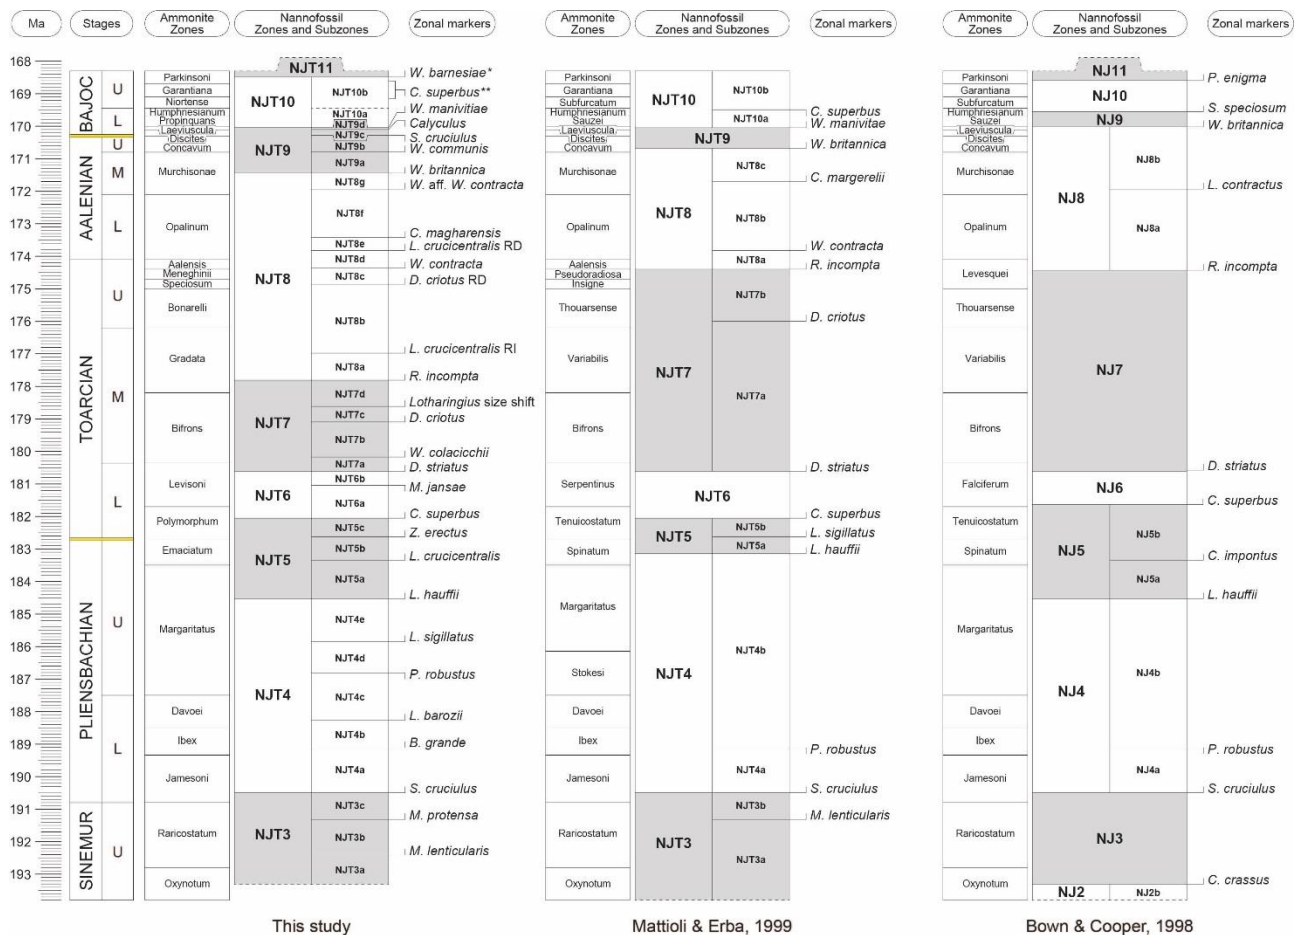 Ma
Stages
Ammonite
Zones
Nannofossil
Zones and Subzones
Zonal markers
Ammonite
Zones
Nannofossil
Zones and Subzones
Zonal markers
Ammonite
Zones
Nannofossil
Zones and Subzones
Zonal markers
168
169
170
171
172
173
174
175
176
177
178
179
180
181
182
183
184
185
186
187
188
189
190
191
192
193
BAJOC
U
L
AALENIAN
U
M
L
TOARCIAN
U
M
L
PLIENSBACHIAN
U
L
SINEMUR
U
Parkinsoni
Garantiana
Niortense
Humphresianum
Propinquans
Laeviuscula
Discites
Concavum
Murchisonae
Opalinum
Aalensis
Meneghinii
Speciosum
Bonarelli
Gradata
Bifrons
Levisoni
Polymorphum
Emaciatum
Margaritatus
Davoei
Ibex
Jamesoni
Raricostatum
Oxynotum
NJT11
NJT10
NJT9
NJT8
NJT7
NJT6
NJT5
NJT4
NJT3
NJT10b
NJT10a
NJT9d
NJT9c
NJT9b
NJT9a
NJT8g
NJT8f
NJT8e
NJT8d
NJT8c
NJT8b
NJT8a
NJT7d
NJT7c
NJT7b
NJT7a
NJT6b
NJT6a
NJT5c
NJT5b
NJT5a
NJT4e
NJT4d
NJT4c
NJT4b
NJT4a
NJT3c
NJT3b
NJT3a
W. barnesiae*
C. superbus**
W. manivitiae
Calyculus
S. cruciulus
W. communis
W. britannica
W. aff. W. contracta
C. magharensis
L. crucicentralis RD
W. contracta
D. criotus RD
L. crucicentralis RI
R. incompta
Lotharingius size shift
D. criotus
W. colacicchii
D. striatus
M. jansae
C. superbus
Z. erectus
L. crucicentralis
L. hauffii
L. sigillatus
P. robustus
L. barozii
B. grande
S. cruciulus
M. protensa
M. lenticularis
This study
Parkinsoni
Garantiana
Subfurcatum
Humphresianum
Sauzei
Laeviuscula
Discites
Concavum
Murchisonae
Opalinum
Aalensis
Pseudoradiosa
Insigne
Thouarsense
Variabilis
Bifrons
Serpentinus
Tenuicostatum
Spinatum
Margaritatus
Stokesi
Davoei
Ibex
Jamesoni
Raricostatum
Oxynotum
NJT10
NJT9
NJT8
NJT7
NJT6
NJT5
NJT4
NJT3
NJT10b
NJT10a
NJT8c
NJT8b
NJT8a
NJT7b
NJT7a
NJT5b
NJT5a
NJT4b
NJT4a
NJT3b
NJT3a
C. superbus
W. manivitae
W. britannica
C. margerelii
W. contracta
R. incompta
D. criotus
D. striatus
C. superbus
L. sigillatus
L. hauffii
P. robustus
S. cruciulus
M. lenticularis
Mattioli & Erba, 1999
Parkinsoni
Garantiana
Subfurcatum
Humphresianum
Sauzei
Laeviuscula
Discites
Concavum
Murchisonae
Opalinum
Levesquei
Thouarsense
Variabilis
Bifrons
Falciferum
Tenuicostatum
Spinatum
Margaritatus
Davoei
Ibex
Jamesoni
Raricostatum
Oxynotum
NJ11
NJ10
NJ9
NJ8
NJ7
NJ6
NJ5
NJ4
NJ3
NJ2
NJ8b
NJ8a
NJ5b
NJ5a
NJ4b
NJ4a
NJ2b
P. enigma
S. speciosum
W. britannica
L. contractus
R. incompta
D. striatus
C. superbus
C. impontus
L. hauffii
P. robustus
S. cruciulus
C. crassus
Bown & Cooper, 1998